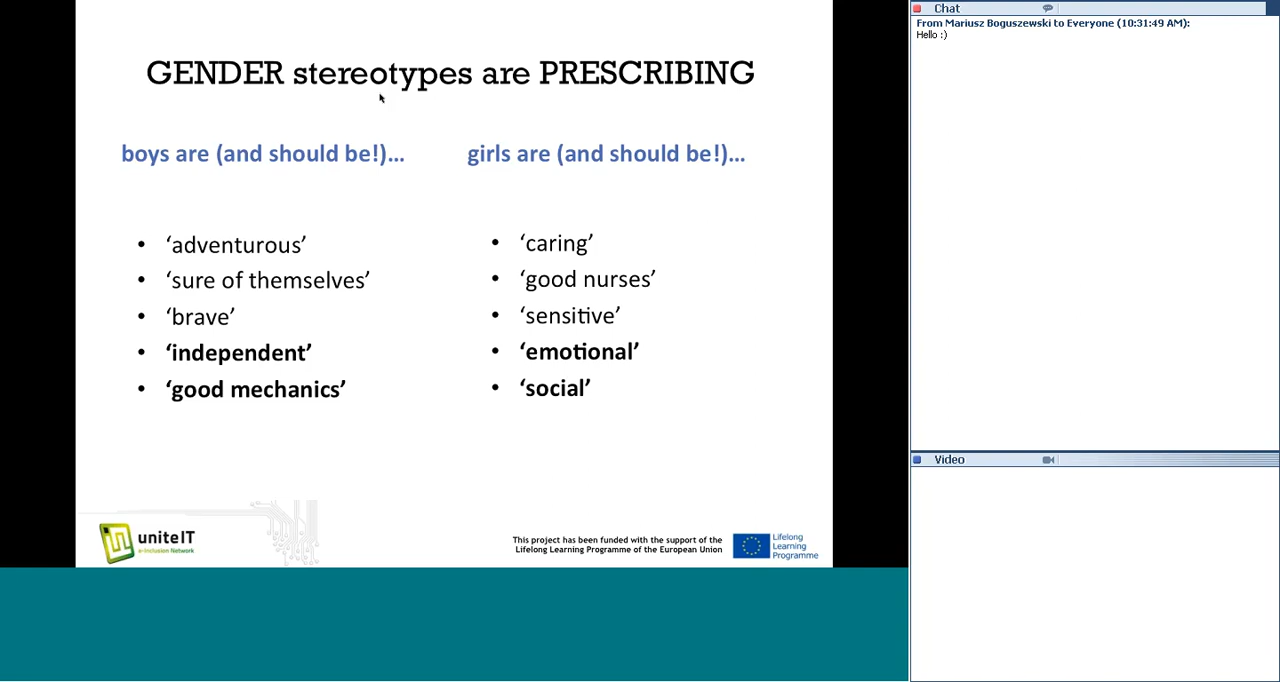 GENDER stereotypes are PRESCRIBING
boys are (and should be!)...
• ‘adventurous’
• ‘sure of themselves’
• ‘brave’
• ‘independent’
• ‘good mechanics’
girls are (and should be!)...
• ‘caring’
• ‘good nurses’
• ‘sensitive’
• ‘emotional’
• ‘social’
uniteIT
e-Inclusion Network
This project has been funded with the support of the
Lifelong Learning Programme of the European Union
Lifelong
Learning
Programme
Chat
From Mariusz Boguszewski to Everyone (10:31:49 AM):
Hello :)
Video